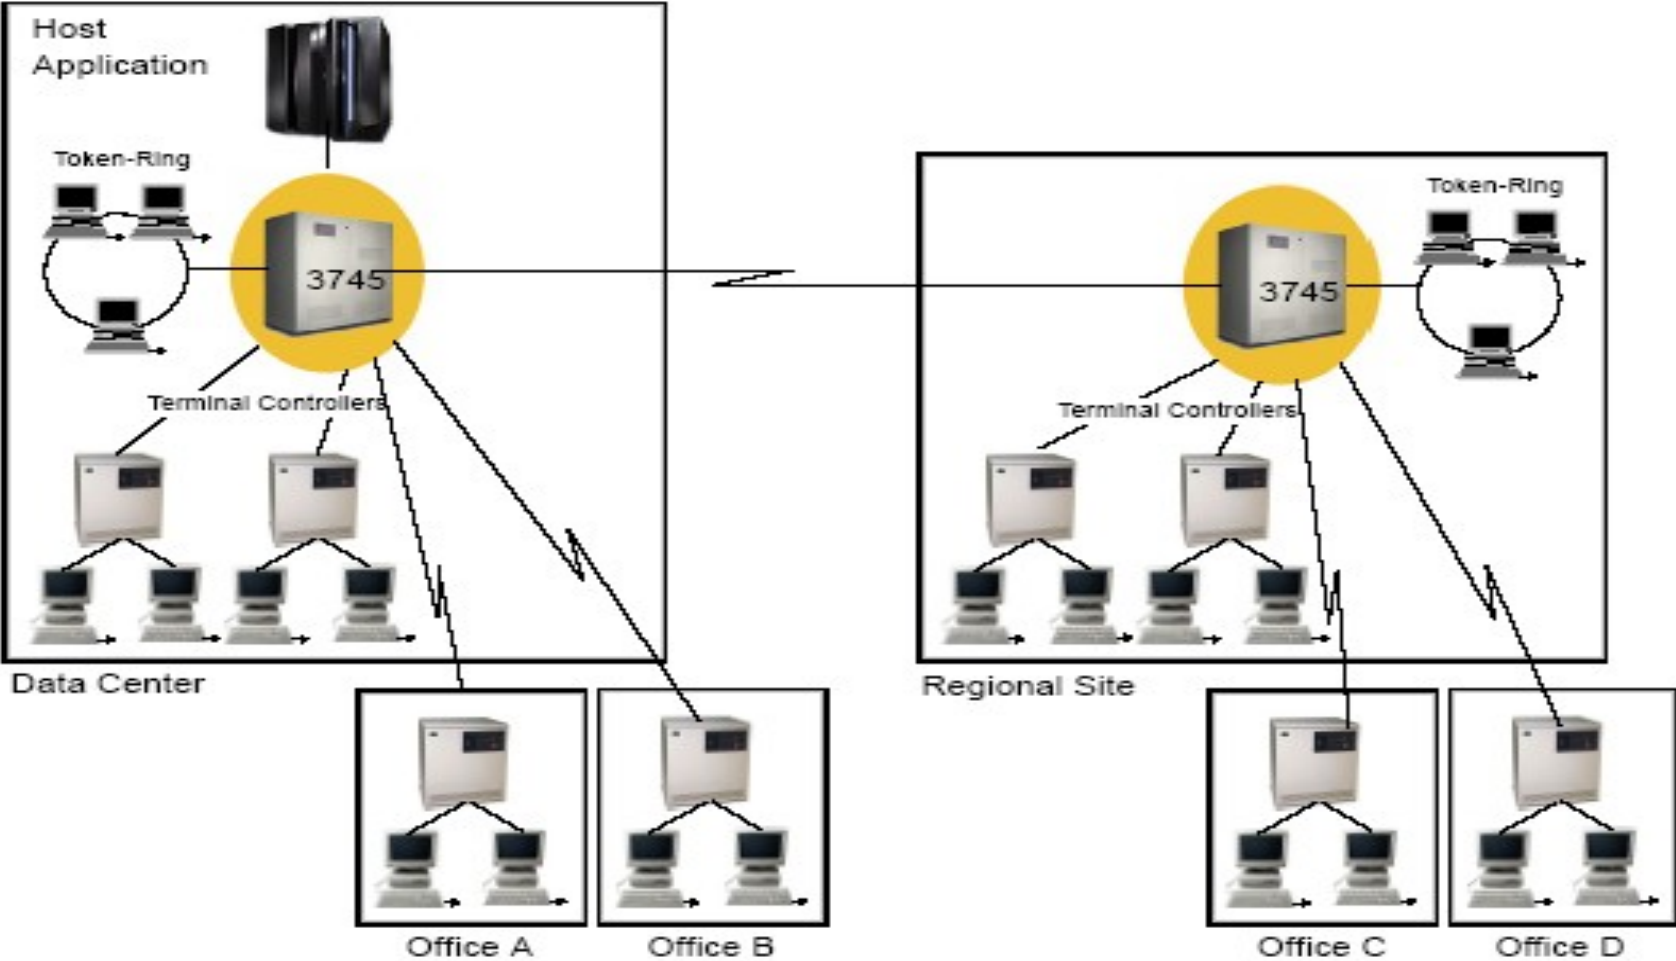 Host
Application
Token-Ring
3745
Terminal Controllers
Data Center
Office A
Office B
Token-Ring
3745
Terminal Controllers
Regional Site
Office C
Office D